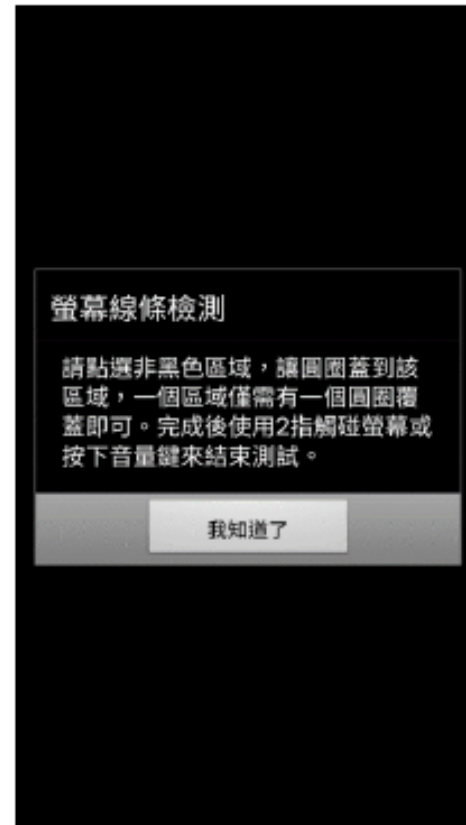 螢幕線條檢測
請點選非黑色區域，讓圓圈蓋到該
區域，一個區域僅需有一個圓圈覆
蓋即可。完成後使用2指觸碰螢幕或
按下音量鍵來結束測試。
我知道了